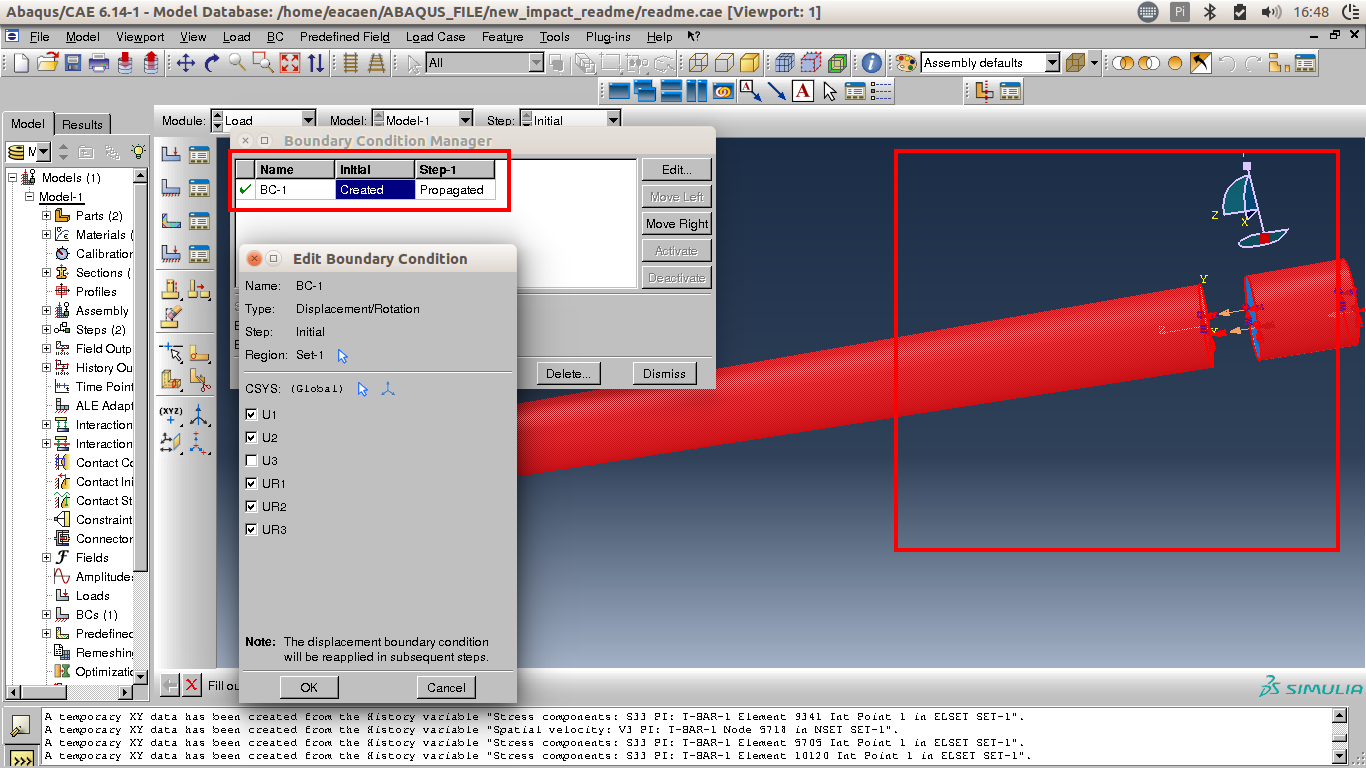 Abaqus/CAE 6.14-1 - Model Database: /home/eacaen/ABAQUS_FILE/new_impact_readme/readme.cae [Viewport: 1]
Pi
16:48
File Model Viewport View Load BC Predefined Field Load Case Feature Tools Plug-ins Help
All
Assembly defaults
A
A
Model Results
Module: Load Model: Model-1 Step: Initial
Boundary Condition Manager
Name Initial Step-1
BC-1 Created Propagated
Edit...
Move Left
Move Right
Activate
Deactivate
Delete... Dismiss
Edit Boundary Condition
Name: BC-1
Type: Displacement/Rotation
Step: Initial
Region: Set-1
CSYS: (Global)
U1
U2
U3
UR1
UR2
UR3
Note: The displacement boundary condition
will be reapplied in subsequent steps.
OK Cancel
M
Models (1)
Model-1
Parts (2)
Materials (
Calibration
Sections (
Profiles
Assembly
Steps (2)
Field Outp
History Ou
Time Point
ALE Adapt
Interaction
Interaction
Contact Co
Contact Ini
Contact St
Constraint
Connector
Fields
Amplitudes
Loads
BCs (1)
Predefined
Remeshing
Optimizatio
(XYZ)
Z
X
Y
Z
Y
Fill ou
SIMULIA
A temporary XY data has been created from the History variable "Stress components: S33 PI: T-BAR-1 Element 9341 Int Point 1 in ELSET SET-1".
A temporary XY data has been created from the History variable "Spatial velocity: V3 PI: T-BAR-1 Node 5718 in NSET SET-1".
A temporary XY data has been created from the History variable "Stress components: S33 PI: T-BAR-1 Element 5705 Int Point 1 in ELSET SET-1".
A temporary XY data has been created from the History variable "Stress components: S33 PI: T-BAR-1 Element 10120 Int Point 1 in ELSET SET-1".
>>>